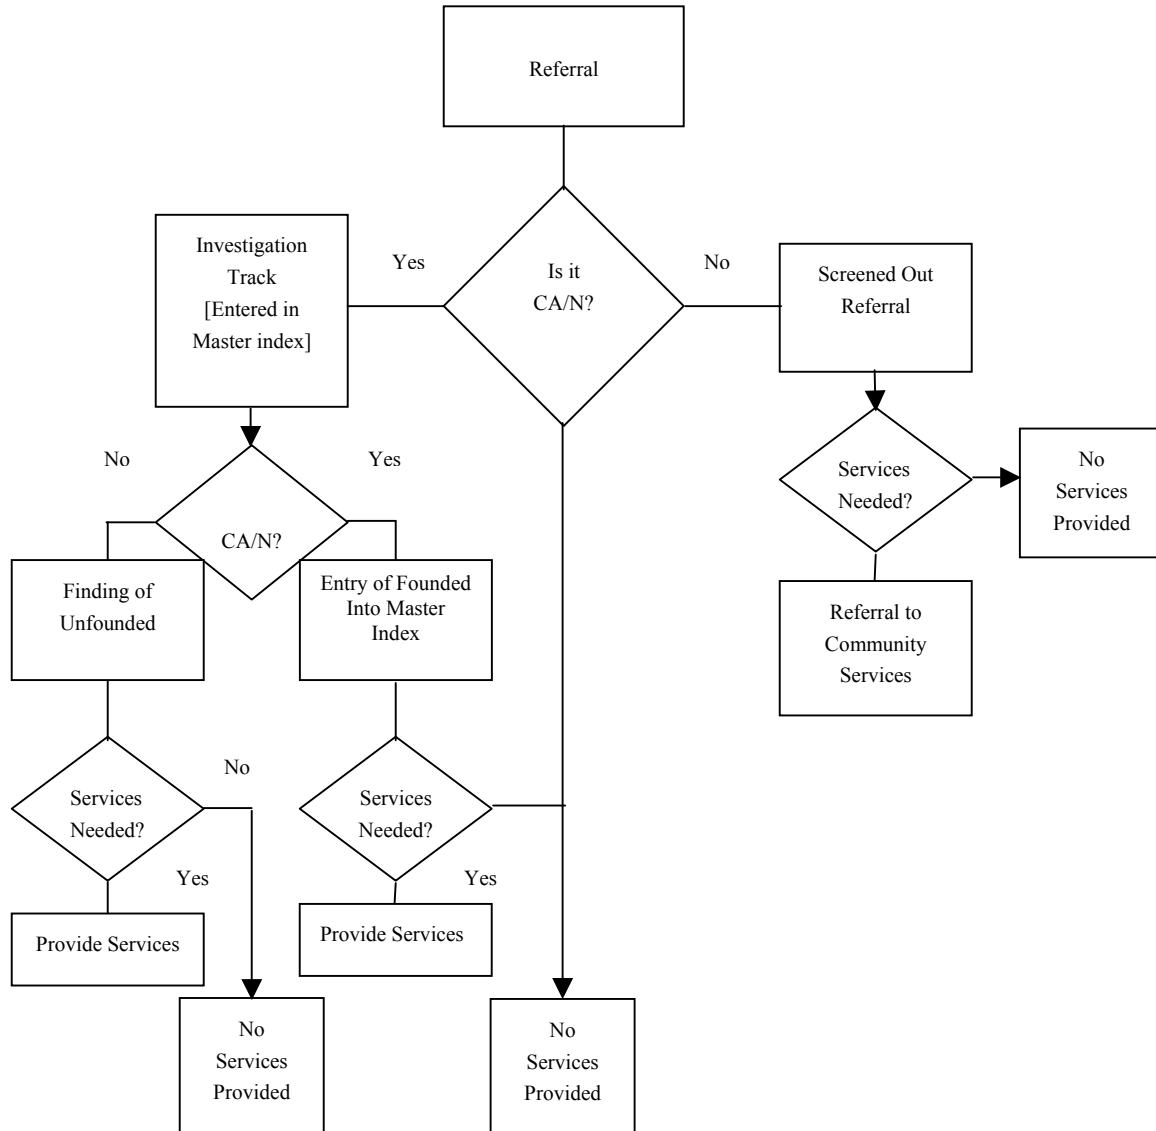 Referral
Investigation
Track
[Entered in
Master index]
Yes
Is it
CA/N?
No
Screened Out
Referral
No
Yes
CA/N?
Services
Needed?
No
Services
Provided
Finding of
Unfounded
Entry of Founded
Into Master
Index
Referral to
Community
Services
Services
Needed?
No
Yes
Services
Needed?
Yes
Provide Services
Provide Services
No
Services
Provided
No
Services
Provided